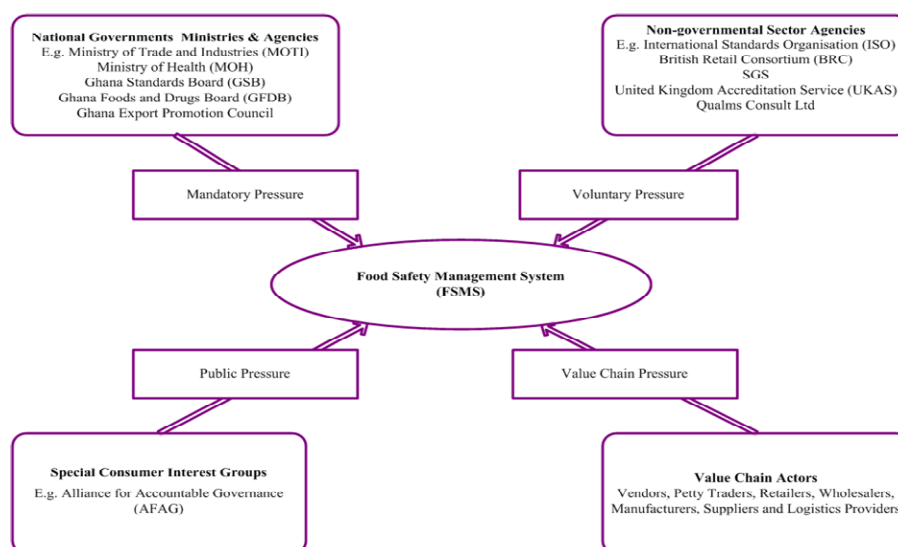 National Governments Ministries & Agencies
E.g. Ministry of Trade and Industries (MOTI)
Ministry of Health (MOH)
Ghana Standards Board (GSB)
Ghana Foods and Drugs Board (GFDB)
Ghana Export Promotion Council
Non-governmental Sector Agencies
E.g. International Standards Organisation (ISO)
British Retail Consortium (BRC)
SGS
United Kingdom Accreditation Service (UKAS)
Qualms Consult Ltd
Mandatory Pressure
Voluntary Pressure
Food Safety Management System
(FSMS)
Public Pressure
Value Chain Pressure
Special Consumer Interest Groups
E.g. Alliance for Accountable Governance
(AFAG)
Value Chain Actors
Vendors, Petty Traders, Retailers, Wholesalers,
Manufacturers, Suppliers and Logistics Providers